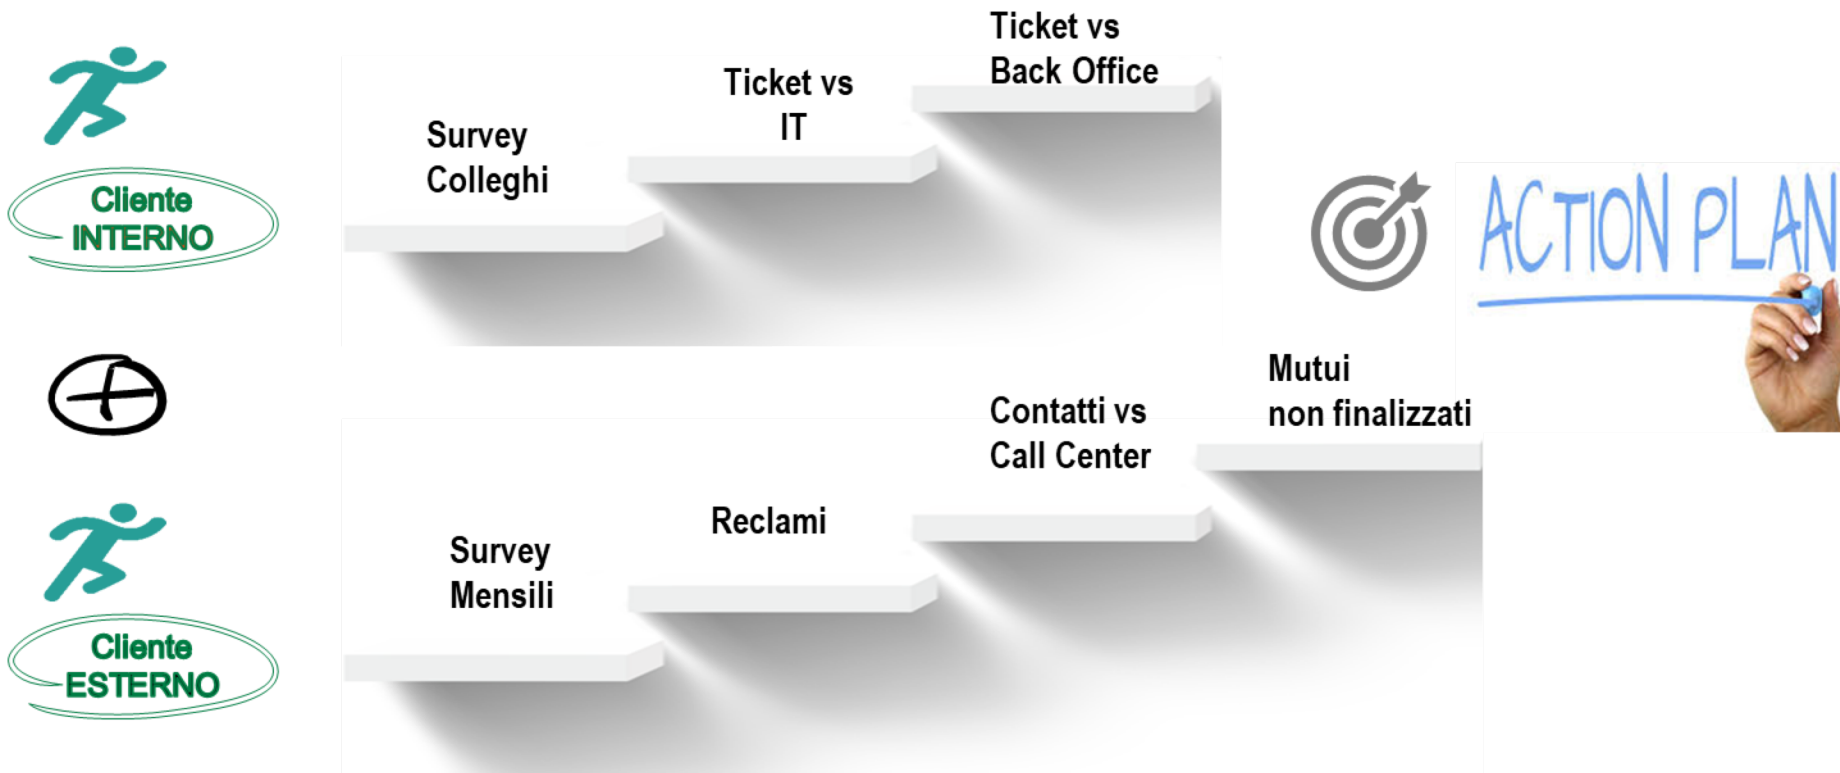 Cliente
INTERNO
Survey
Colleghi
Ticket vs
IT
Ticket vs
Back Office
ACTION PLAN
Cliente
ESTERNO
Survey
Mensili
Reclami
Contatti vs
Call Center
Mutui
non finalizzati